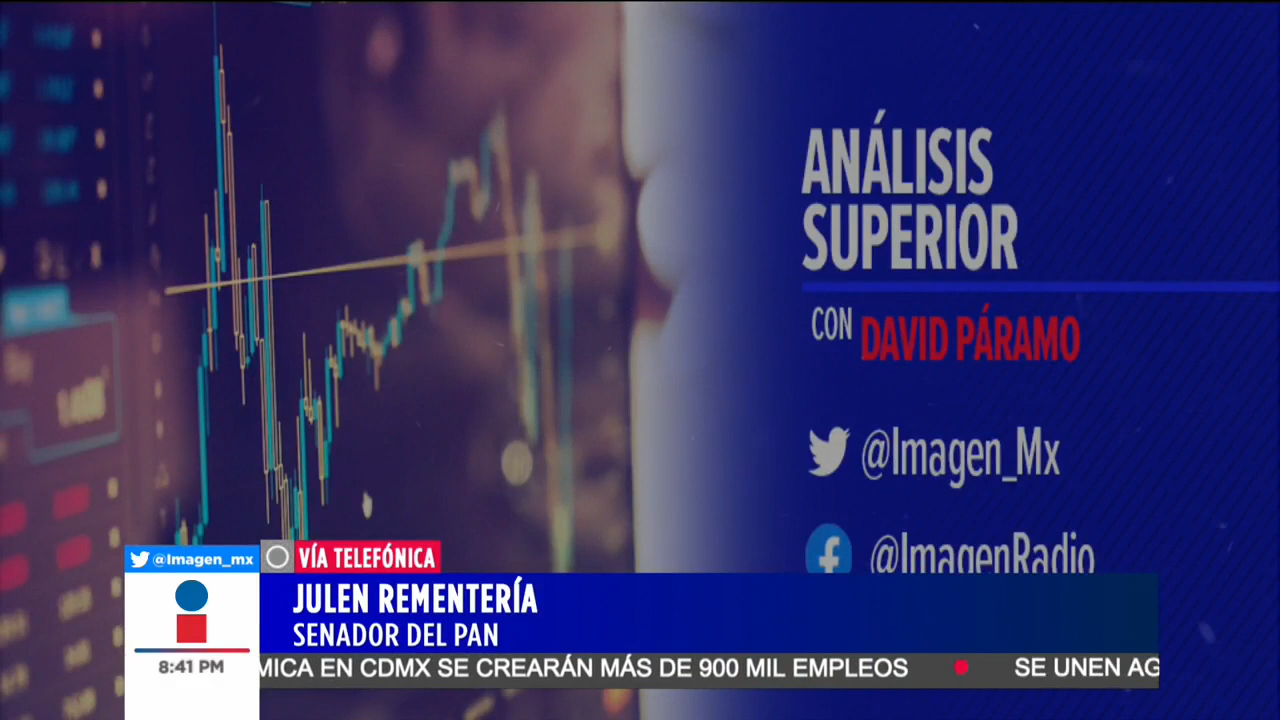 ANÁLISIS
SUPERIOR
CON DAVID PÁRAMO
@Imagen_Mx
@ImagenRadio
@Imagen_mx
VÍA TELEFÓNICA
JULEN REMENTERÍA
SENADOR DEL PAN
8:41 PM
MICA EN CDMX SE CREARÁN MÁS DE 900 MIL EMPLEOS
SE UNEN AG